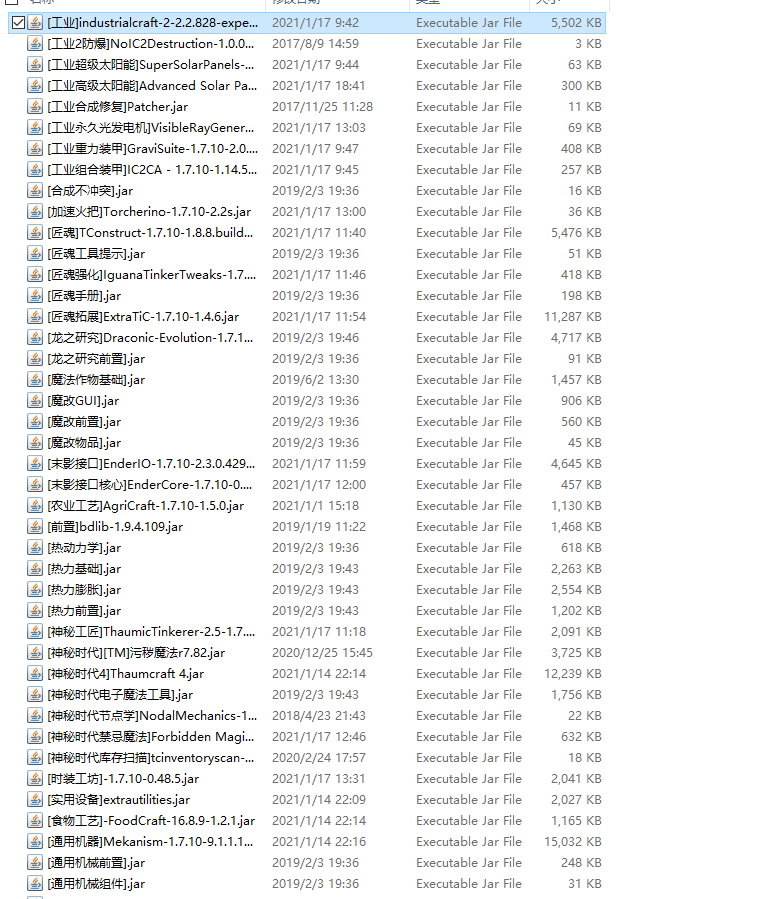 [工业]industrialcraft-2-2.2.828-expe... 2021/1/17 9:42 Executable Jar File 5,502 KB
[工业2防爆]NoIC2Destruction-1.0.0... 2017/8/9 14:59 Executable Jar File 3 KB
[工业超级太阳能]SuperSolarPanels-... 2021/1/17 9:44 Executable Jar File 63 KB
[工业高级太阳能]Advanced Solar Pa... 2021/1/17 18:41 Executable Jar File 300 KB
[工业合成修复]Patcher.jar 2017/11/25 11:28 Executable Jar File 11 KB
[工业永久光发电机]VisibleRayGener... 2021/1/17 13:03 Executable Jar File 69 KB
[工业重力装甲]GraviSuite-1.7.10-2.0.... 2021/1/17 9:47 Executable Jar File 408 KB
[工业组合装甲]IC2CA - 1.7.10-1.14.5... 2021/1/17 9:45 Executable Jar File 257 KB
[合成不冲突].jar 2019/2/3 19:36 Executable Jar File 16 KB
[加速火把]Torcherino-1.7.10-2.2s.jar 2021/1/17 13:00 Executable Jar File 36 KB
[匠魂]TConstruct-1.7.10-1.8.8.build... 2021/1/17 11:40 Executable Jar File 5,476 KB
[匠魂工具提示].jar 2019/2/3 19:36 Executable Jar File 51 KB
[匠魂强化]IguanaTinkerTweaks-1.7.... 2021/1/17 11:46 Executable Jar File 418 KB
[匠魂手册].jar 2019/2/3 19:36 Executable Jar File 198 KB
[匠魂拓展]ExtraTiC-1.7.10-1.4.6.jar 2021/1/17 11:54 Executable Jar File 11,287 KB
[龙之研究]Draconic-Evolution-1.7.1... 2019/2/3 19:46 Executable Jar File 4,717 KB
[龙之研究前置].jar 2019/2/3 19:36 Executable Jar File 91 KB
[魔法作物基础].jar 2019/6/2 13:30 Executable Jar File 1,457 KB
[魔改GUI].jar 2019/2/3 19:36 Executable Jar File 906 KB
[魔改前置].jar 2019/2/3 19:36 Executable Jar File 560 KB
[魔改物品].jar 2019/2/3 19:36 Executable Jar File 45 KB
[末影接口]EnderIO-1.7.10-2.3.0.429... 2021/1/17 11:59 Executable Jar File 4,645 KB
[末影接口核心]EnderCore-1.7.10-0.... 2021/1/17 12:00 Executable Jar File 457 KB
[农业工艺]AgriCraft-1.7.10-1.5.0.jar 2021/1/1 15:18 Executable Jar File 1,130 KB
[前置]bdlib-1.9.4.109.jar 2019/1/19 11:22 Executable Jar File 1,468 KB
[热动力学].jar 2019/2/3 19:36 Executable Jar File 618 KB
[热力基础].jar 2019/2/3 19:43 Executable Jar File 2,263 KB
[热力膨胀].jar 2019/2/3 19:43 Executable Jar File 2,554 KB
[热力前置].jar 2019/2/3 19:43 Executable Jar File 1,202 KB
[神秘工匠]ThaumicTinkerer-2.5-1.7.... 2021/1/17 11:18 Executable Jar File 2,091 KB
[神秘时代][TM]污秽魔法r7.82.jar 2020/12/25 15:45 Executable Jar File 3,725 KB
[神秘时代4]Thaumcraft 4.jar 2021/1/14 22:14 Executable Jar File 12,239 KB
[神秘时代电子魔法工具].jar 2019/2/3 19:43 Executable Jar File 1,756 KB
[神秘时代节点学]NodalMechanics-1... 2018/4/23 21:43 Executable Jar File 22 KB
[神秘时代禁忌魔法]Forbidden Magi... 2021/1/17 12:46 Executable Jar File 632 KB
[神秘时代库存扫描]tcinventoryscan-... 2020/2/24 17:57 Executable Jar File 18 KB
[时装工坊]-1.7.10-0.48.5.jar 2021/1/17 13:31 Executable Jar File 2,041 KB
[实用设备]extrautilities.jar 2021/1/14 22:09 Executable Jar File 2,027 KB
[食物工艺]-FoodCraft-16.8.9-1.2.1.jar 2021/1/14 22:14 Executable Jar File 1,165 KB
[通用机器]Mekanism-1.7.10-9.1.1.1... 2021/1/14 22:16 Executable Jar File 15,032 KB
[通用机械前置].jar 2019/2/3 19:36 Executable Jar File 248 KB
[通用机械组件].jar 2019/2/3 19:36 Executable Jar File 31 KB